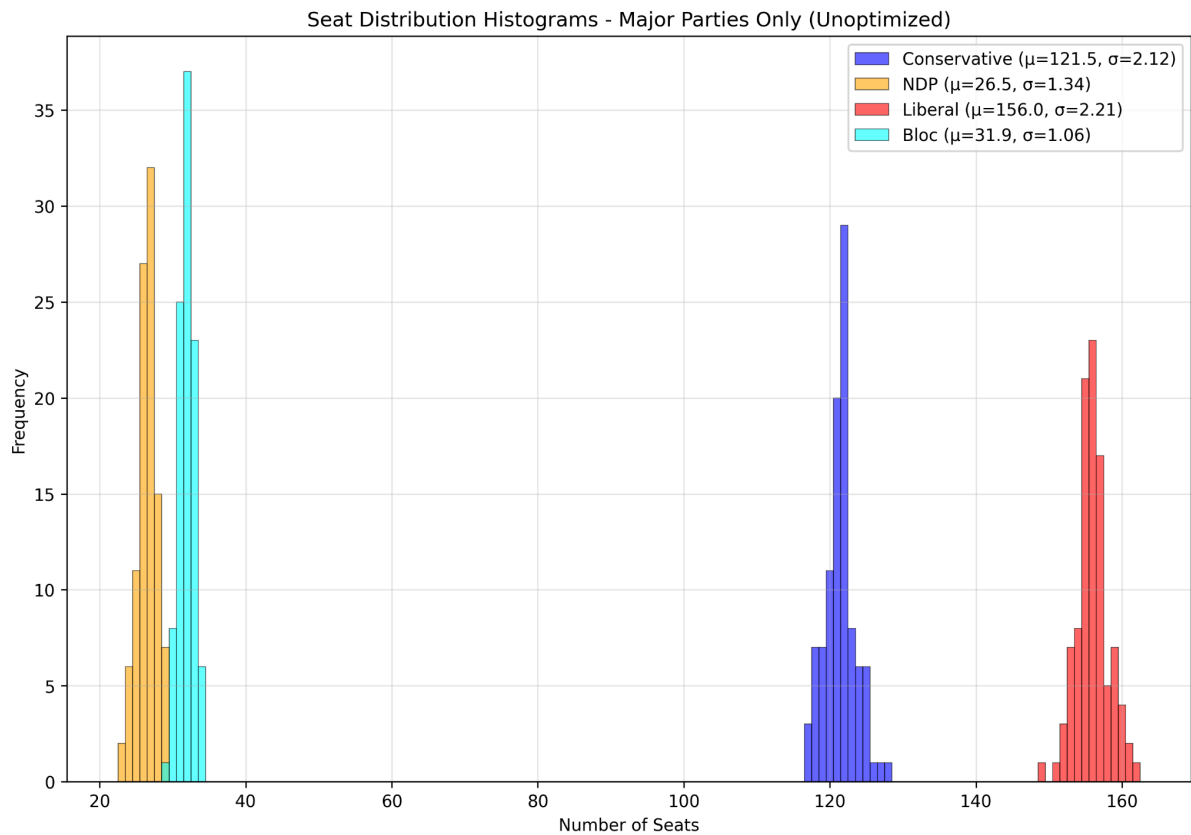 Seat Distribution Histograms - Major Parties Only (Unoptimized)
Conservative (μ=121.5, σ=2.12)
NDP (μ=26.5, σ=1.34)
Liberal (μ=156.0, σ=2.21)
Bloc (μ=31.9, σ=1.06)
Frequency
35
30
25
20
15
10
5
0
20 40 60 80 100 120 140 160
Number of Seats